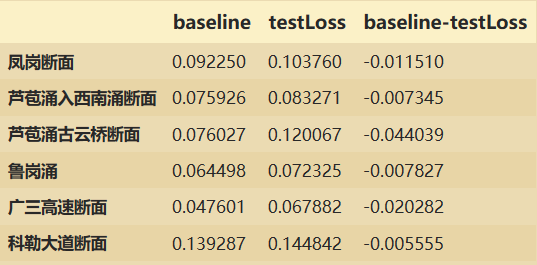 baseline testLoss baseline-testLoss
凤岗断面 0.092250 0.103760 -0.011510
芦苞涌入西南涌断面 0.075926 0.083271 -0.007345
芦苞涌古云桥断面 0.076027 0.120067 -0.044039
鲁岗涌 0.064498 0.072325 -0.007827
广三高速断面 0.047601 0.067882 -0.020282
科勒大道断面 0.139287 0.144842 -0.005555